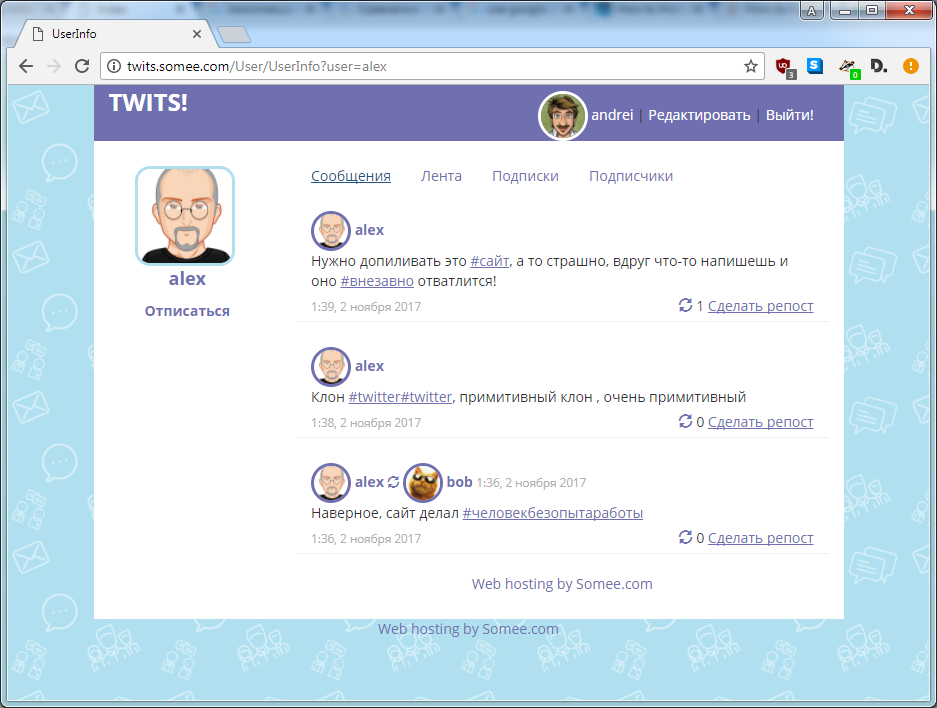 UserInfo
twits.somee.com/User/UserInfo?user=alex
3
0
D.
A
TWITS!
andrei | Редактировать | Выйти!
alex
Отписаться
Сообщения Лента Подписки Подписчики
alex
Нужно допиливать это #сайт, а то страшно, вдруг что-то напишешь и
оно #внезавно отватлится!
1:39, 2 ноября 2017 1 Сделать репост
alex
Клон #twitter#twitter, примитивный клон , очень примитивный
1:38, 2 ноября 2017 0 Сделать репост
alex bob 1:36, 2 ноября 2017
Наверное, сайт делал #человекбезопытаработы
1:36, 2 ноября 2017 0 Сделать репост
Web hosting by Somee.com
Web hosting by Somee.com